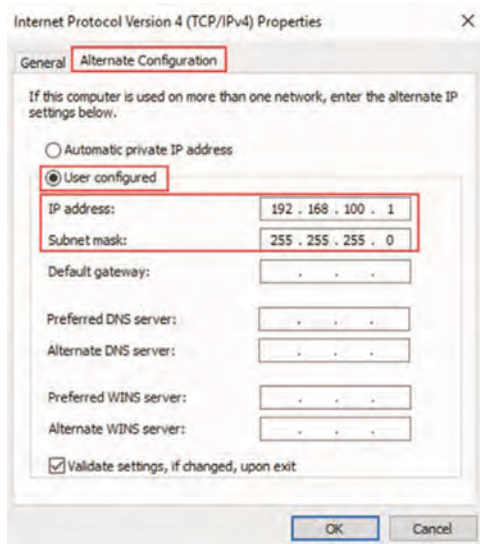 Internet Protocol Version 4 (TCP/IPv4) Properties
General
Alternate Configuration
If this computer is used on more than one network, enter the alternate IP
settings below.
Automatic private IP address
User configured
IP address: 192 . 168 . 100 . 1
Subnet mask: 255 . 255 . 255 . 0
Default gateway: . . .
Preferred DNS server: . . .
Alternate DNS server: . . .
Preferred WINS server: . . .
Alternate WINS server: . . .
Validate settings, if changed, upon exit
OK Cancel